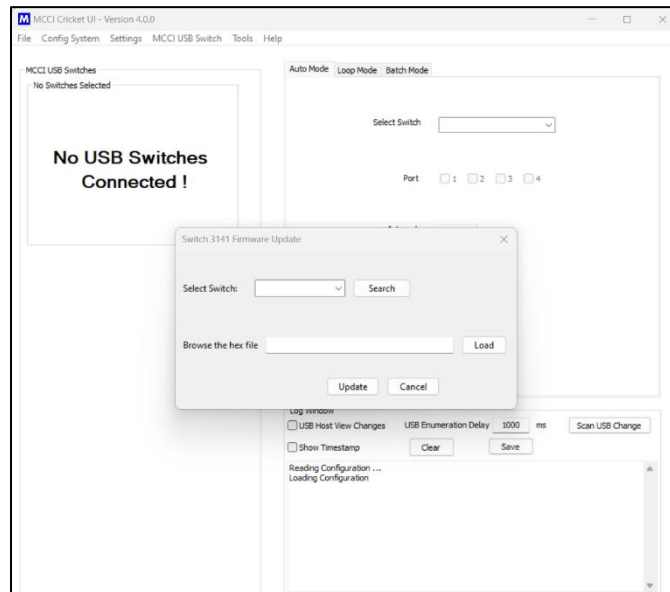 M MCCI Cricket UI - Version 4.0.0
File Config System Settings MCCI USB Switch Tools Help
MCCI USB Switches
No Switches Selected
No USB Switches
Connected !
Auto Mode Loop Mode Batch Mode
Select Switch
Port 1 2 3 4
Switch 3141 Firmware Update
Select Switch: Search
Browse the hex file Load
Update Cancel
Log Window
USB Host View Changes USB Enumeration Delay 1000 ms Scan USB Change
Show Timestamp Clear Save
Reading Configuration ...
Loading Configuration